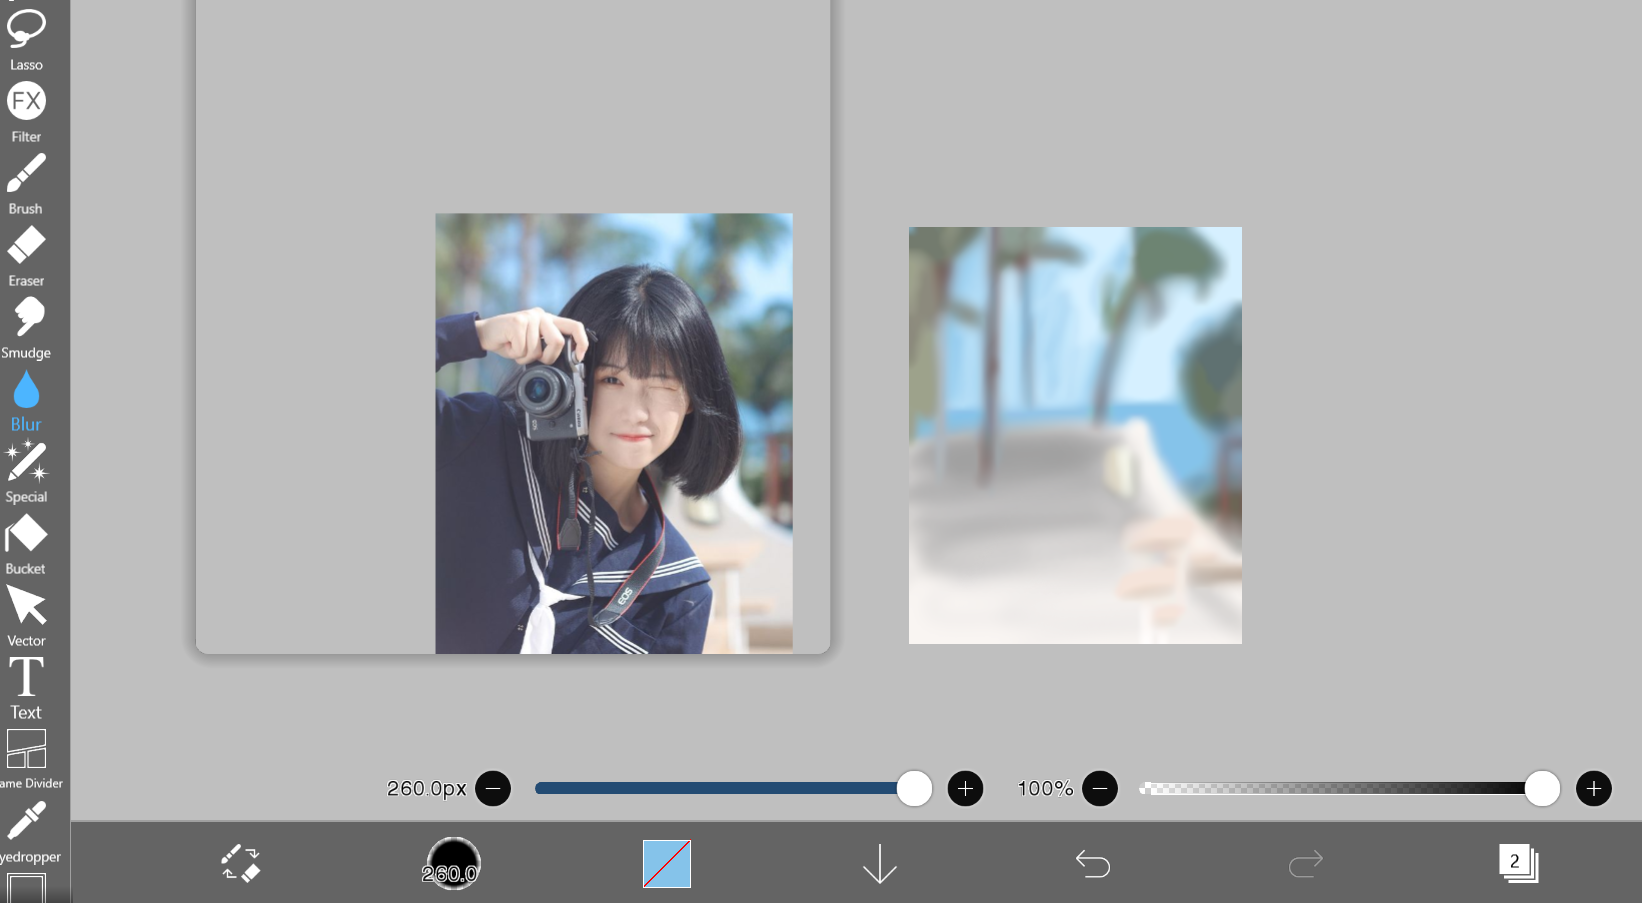 Lasso
FX
Filter
Brush
Eraser
Smudge
Blur
Special
Bucket
Vector
T
Text
ame Divider
yedropper
EOS
260.0px
100%
260.0
2